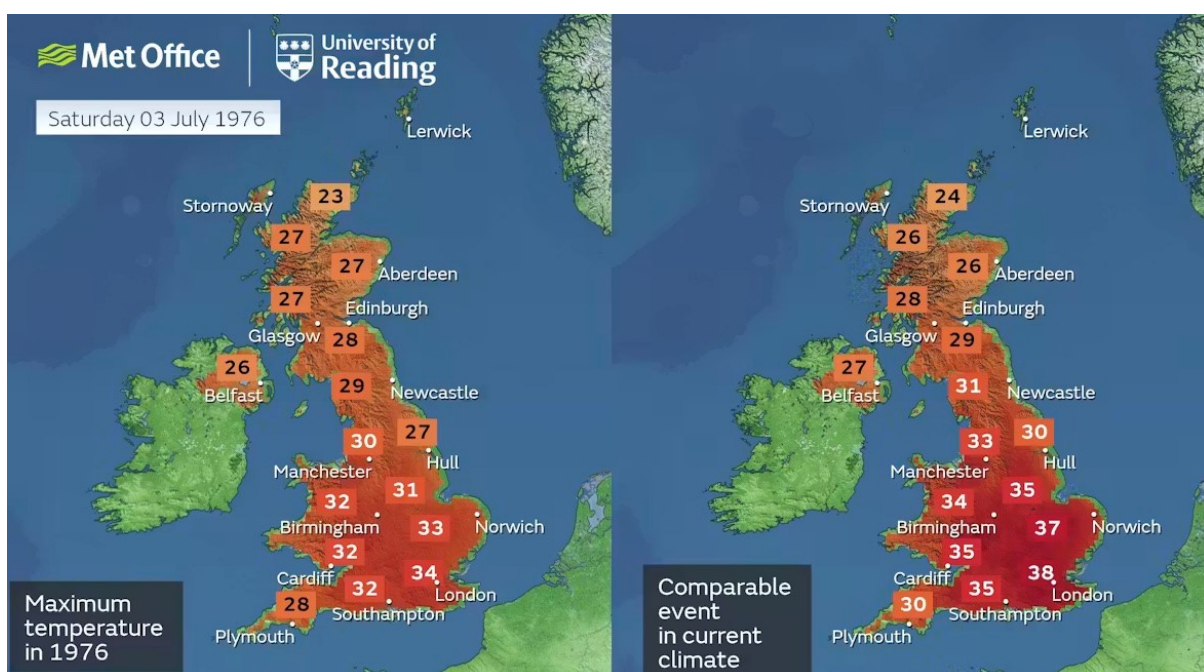 Met Office
University of
Reading
Saturday 03 July 1976
Lerwick
Stornoway
23
27
27
Aberdeen
27
Edinburgh
Glasgow
28
26
Belfast
29
Newcastle
30
27
Manchester
Hull
31
32
Birmingham
33
Norwich
32
Cardiff
34
London
32
Southampton
28
Plymouth
Maximum
temperature
in 1976
Lerwick
Stornoway
24
26
26
Aberdeen
28
Edinburgh
Glasgow
29
27
Belfast
31
Newcastle
33
30
Manchester
Hull
35
34
Birmingham
37
Norwich
35
Cardiff
38
London
35
Southampton
30
Plymouth
Comparable
event
in current
climate